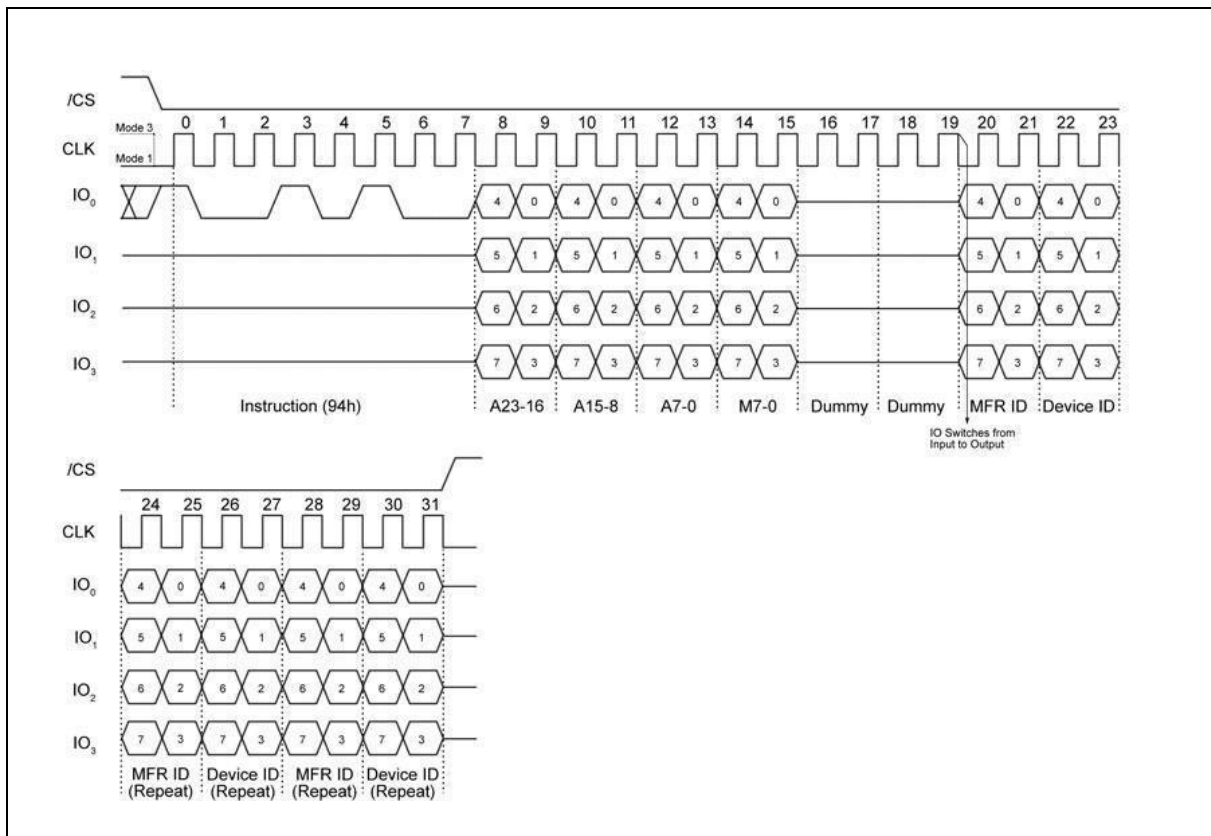 /CS
Mode 3
0 1 2 3 4 5 6 7 8 9 10 11 12 13 14 15 16 17 18 19 20 21 22 23
CLK
Mode 1
IO0 4 0 4 0 4 0 4 0 4 0 4 0
IO1 5 1 5 1 5 1 5 1 5 1 5 1
IO2 6 2 6 2 6 2 6 2 6 2 6 2
IO3 7 3 7 3 7 3 7 3 7 3 7 3
Instruction (94h) A23-16 A15-8 A7-0 M7-0 Dummy Dummy MFR ID Device ID
IO Switches from
Input to Output
/CS
24 25 26 27 28 29 30 31
CLK
IO0 4 0 4 0 4 0 4 0
IO1 5 1 5 1 5 1 5 1
IO2 6 2 6 2 6 2 6 2
IO3 7 3 7 3 7 3 7 3
MFR ID Device ID MFR ID Device ID
(Repeat) (Repeat) (Repeat) (Repeat)